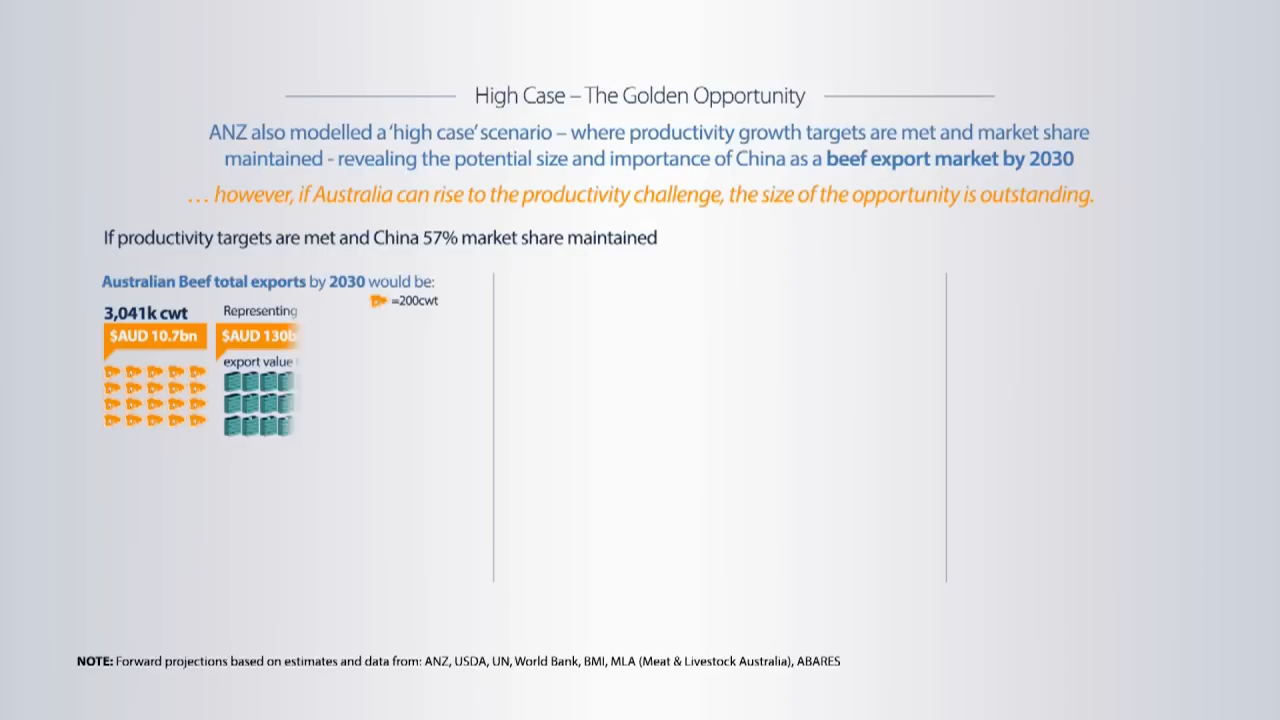 High Case – The Golden Opportunity
ANZ also modelled a 'high case' scenario – where productivity growth targets are met and market share
maintained - revealing the potential size and importance of China as a beef export market by 2030
... however, if Australia can rise to the productivity challenge, the size of the opportunity is outstanding.
If productivity targets are met and China 57% market share maintained
Australian Beef total exports by 2030 would be:
=200cwt
3,041k cwt
$AUD 10.7bn
Representing
$AUD 130b
export value
NOTE: Forward projections based on estimates and data from: ANZ, USDA, UN, World Bank, BMI, MLA (Meat & Livestock Australia), ABARES